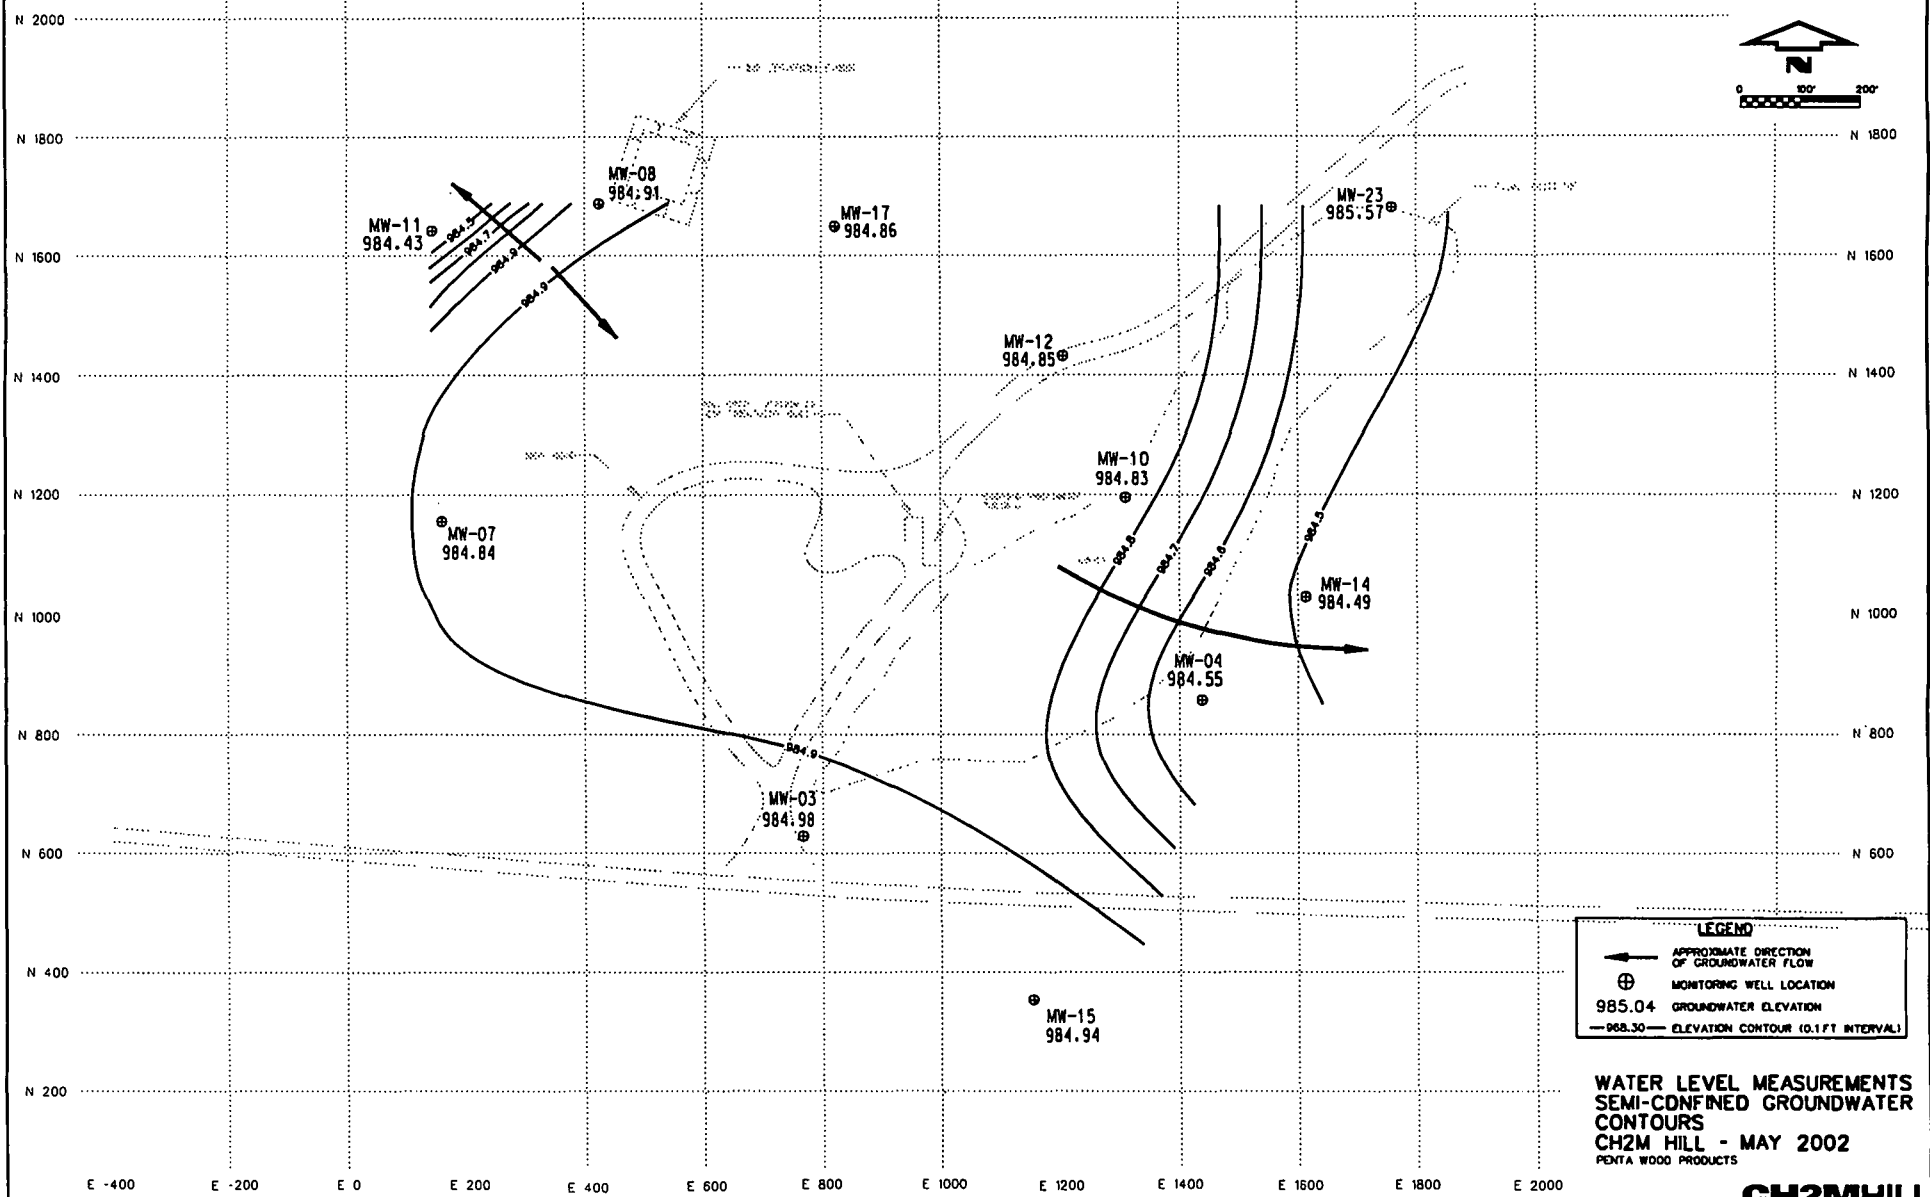 N 2000
N
0 100' 200'
N 1800
N 1800
MW-08
984.91
MW-11
984.43
984.5
984.7
984.9
984.9
MW-17
984.86
MW-23
985.57
N 1600
N 1600
MW-12
984.85
N 1400
N 1400
MW-10
984.83
N 1200
N 1200
MW-07
984.84
984.8
984.7
984.6
984.5
MW-14
984.49
N 1000
N 1000
MW-04
984.55
N 800
N 800
984.9
MW-03
984.98
N 600
N 600
LEGEND
APPROXIMATE DIRECTION
OF GROUNDWATER FLOW
MONITORING WELL LOCATION
985.04 GROUNDWATER ELEVATION
968.30 ELEVATION CONTOUR (0.1 FT INTERVAL)
N 400
MW-15
984.94
N 200
WATER LEVEL MEASUREMENTS
SEMI-CONFINED GROUNDWATER
CONTOURS
CH2M HILL - MAY 2002
PENTA WOOD PRODUCTS
E -400 E -200 E 0 E 200 E 400 E 600 E 800 E 1000 E 1200 E 1400 E 1600 E 1800 E 2000
CH2MHILL